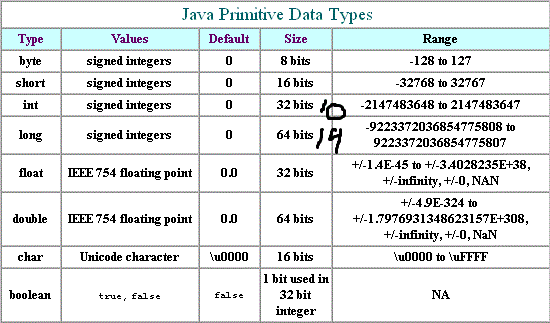 Java Primitive Data Types
Type Values Default Size Range
byte signed integers 0 8 bits -128 to 127
short signed integers 0 16 bits -32768 to 32767
int signed integers 0 32 bits 10 -2147483648 to 2147483647
long signed integers 0 64 bits 19 -9223372036854775808 to
9223372036854775807
float IEEE 754 floating point 0.0 32 bits +/-1.4E-45 to +/-3.4028235E+38,
+/-infinity, +/-0, NAN
double IEEE 754 floating point 0.0 64 bits +/-4.9E-324 to
+/-1.7976931348623157E+308,
+/-infinity, +/-0, NaN
char Unicode character \u0000 16 bits \u0000 to \uFFFF
boolean true, false false 1 bit used in
32 bit
integer NA